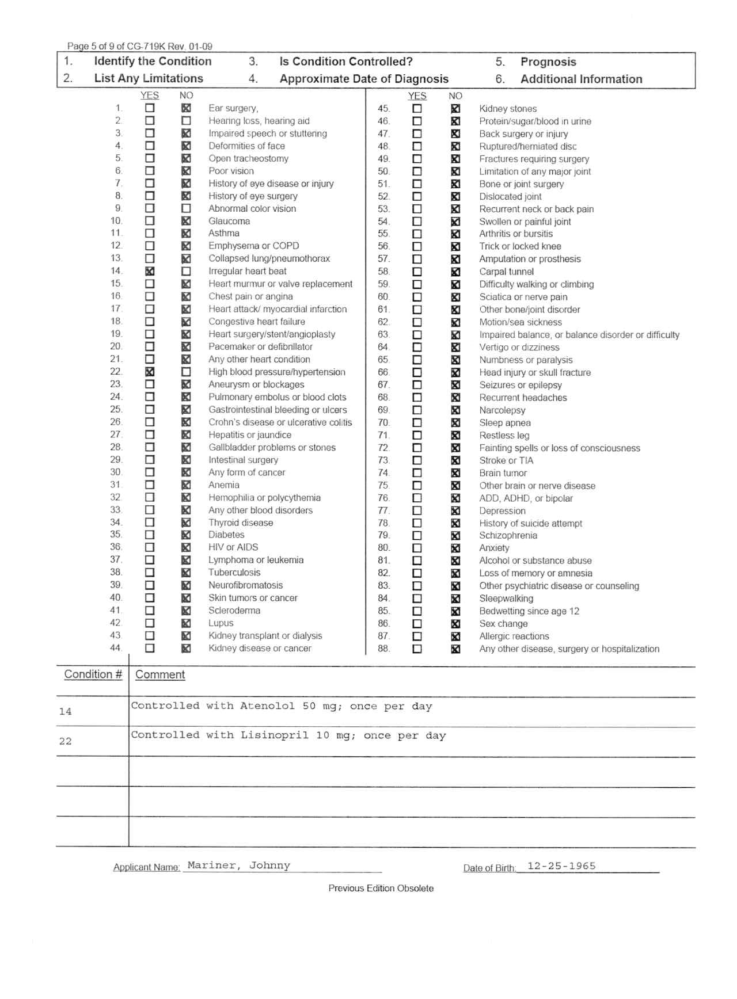 Page 5 of 9 of CG-719K Rev. 01-09
1. Identify the Condition 3. Is Condition Controlled? 5. Prognosis
2. List Any Limitations 4. Approximate Date of Diagnosis 6. Additional Information
YES NO
1. Ear surgery,
2. Hearing loss, hearing aid
3. Impaired speech or stuttering
4. Deformities of face
5. Open tracheostomy
6. Poor vision
7. History of eye disease or injury
8. History of eye surgery
9. Abnormal color vision
10. Glaucoma
11. Asthma
12. Emphysema or COPD
13. Collapsed lung/pneumothorax
14. Irregular heart beat
15. Heart murmur or valve replacement
16. Chest pain or angina
17. Heart attack/ myocardial infarction
18. Congestive heart failure
19. Heart surgery/stent/angioplasty
20. Pacemaker or defibrillator
21. Any other heart condition
22. High blood pressure/hypertension
23. Aneurysm or blockages
24. Pulmonary embolus or blood clots
25. Gastrointestinal bleeding or ulcers
26. Crohn's disease or ulcerative colitis
27. Hepatitis or jaundice
28. Gallbladder problems or stones
29. Intestinal surgery
30. Any form of cancer
31. Anemia
32. Hemophilia or polycythemia
33. Any other blood disorders
34. Thyroid disease
35. Diabetes
36. HIV or AIDS
37. Lymphoma or leukemia
38. Tuberculosis
39. Neurofibromatosis
40. Skin tumors or cancer
41. Scleroderma
42. Lupus
43. Kidney transplant or dialysis
44. Kidney disease or cancer
YES NO
45. Kidney stones
46. Protein/sugar/blood in urine
47. Back surgery or injury
48. Ruptured/herniated disc
49. Fractures requiring surgery
50. Limitation of any major joint
51. Bone or joint surgery
52. Dislocated joint
53. Recurrent neck or back pain
54. Swollen or painful joint
55. Arthritis or bursitis
56. Trick or locked knee
57. Amputation or prosthesis
58. Carpal tunnel
59. Difficulty walking or climbing
60. Sciatica or nerve pain
61. Other bone/joint disorder
62. Motion/sea sickness
63. Impaired balance, or balance disorder or difficulty
64. Vertigo or dizziness
65. Numbness or paralysis
66. Head injury or skull fracture
67. Seizures or epilepsy
68. Recurrent headaches
69. Narcolepsy
70. Sleep apnea
71. Restless leg
72. Fainting spells or loss of consciousness
73. Stroke or TIA
74. Brain tumor
75. Other brain or nerve disease
76. ADD, ADHD, or bipolar
77. Depression
78. History of suicide attempt
79. Schizophrenia
80. Anxiety
81. Alcohol or substance abuse
82. Loss of memory or amnesia
83. Other psychiatric disease or counseling
84. Sleepwalking
85. Bedwetting since age 12
86. Sex change
87. Allergic reactions
88. Any other disease, surgery or hospitalization
Condition # Comment
14 Controlled with Atenolol 50 mg; once per day
22 Controlled with Lisinopril 10 mg; once per day
Applicant Name: Mariner, Johnny Date of Birth: 12-25-1965
Previous Edition Obsolete